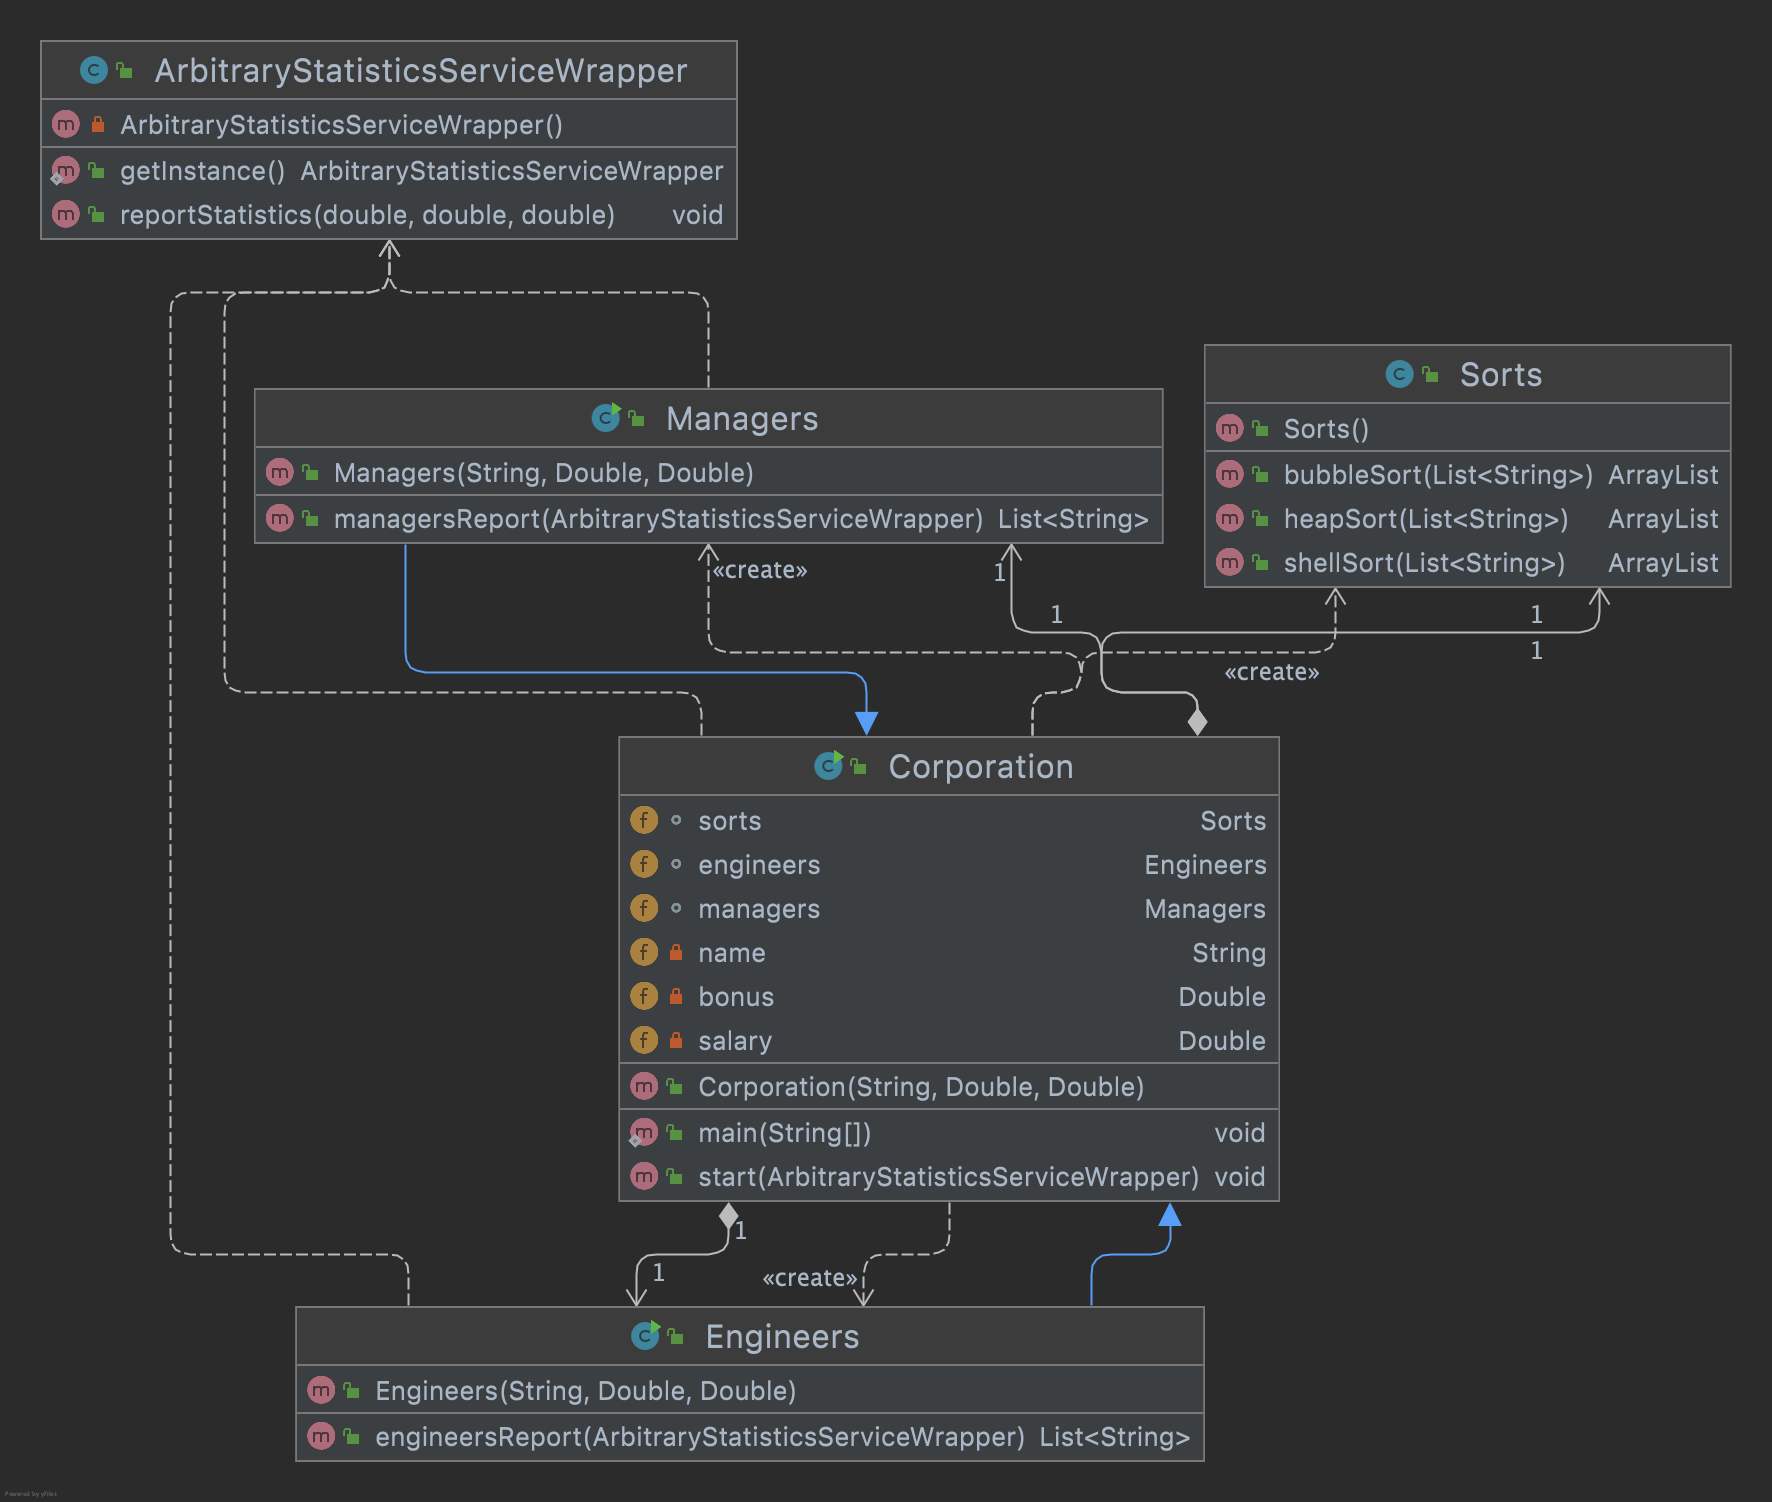 ArbitraryStatisticsServiceWrapper
ArbitraryStatisticsServiceWrapper()
getInstance() ArbitraryStatisticsServiceWrapper
reportStatistics(double, double, double) void
Managers
Managers(String, Double, Double)
managersReport(ArbitraryStatisticsServiceWrapper) List<String>
Sorts
Sorts()
bubbleSort(List<String>) ArrayList
heapSort(List<String>) ArrayList
shellSort(List<String>) ArrayList
«create»
1
1
1
1
«create»
Corporation
sorts Sorts
engineers Engineers
managers Managers
name String
bonus Double
salary Double
Corporation(String, Double, Double)
main(String[]) void
start(ArbitraryStatisticsServiceWrapper) void
1
1
«create»
Engineers
Engineers(String, Double, Double)
engineersReport(ArbitraryStatisticsServiceWrapper) List<String>
Powered by yFiles